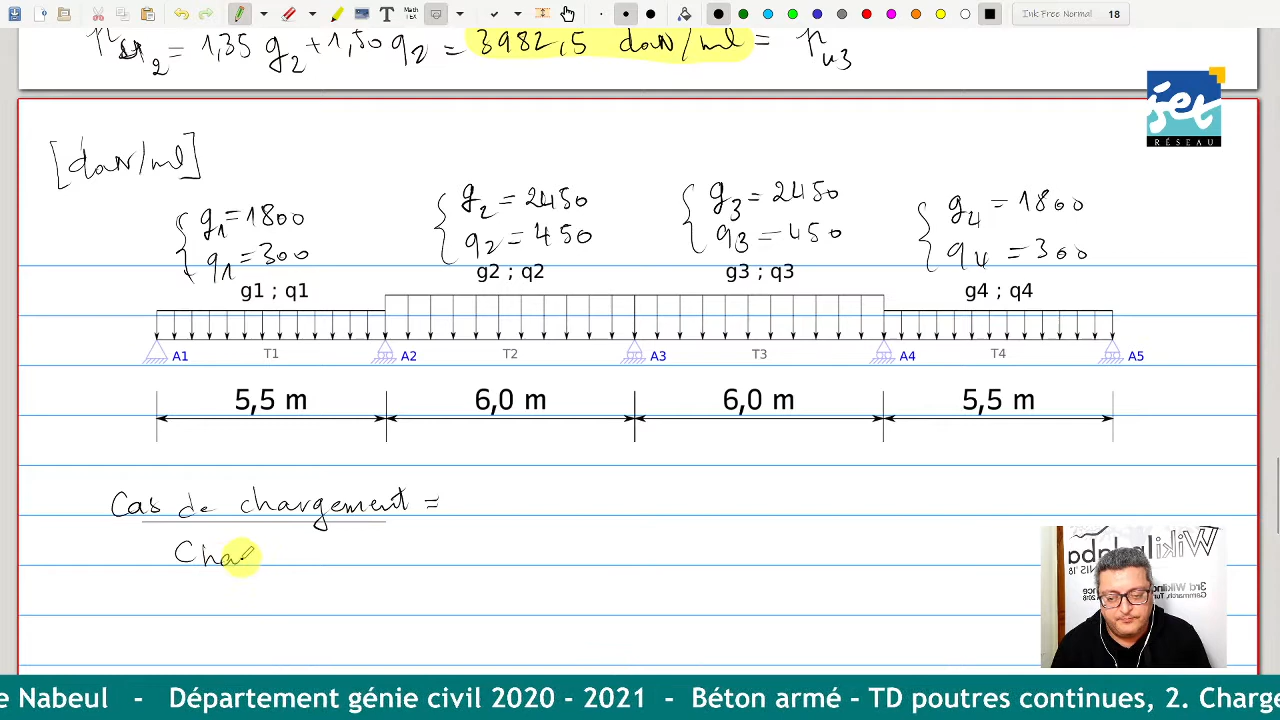 Math TEX
Ink Free Normal 18
= 1,35 g2 + 1,50 q2 = 3982,5 daN/ml = pu3
iset
RÉSEAU
[daN/ml]
g1 = 1800
q1 = 300
g2 = 2450
q2 = 450
g3 = 2450
q3 = 450
g4 = 1800
q4 = 300
g1 ; q1
g2 ; q2
g3 ; q3
g4 ; q4
A1 T1 A2 T2 A3 T3 A4 T4 A5
5,5 m 6,0 m 6,0 m 5,5 m
Cas de chargement =
Cha
3rd Wikiind
e Nabeul - Département génie civil 2020 - 2021 - Béton armé - TD poutres continues, 2. Charge